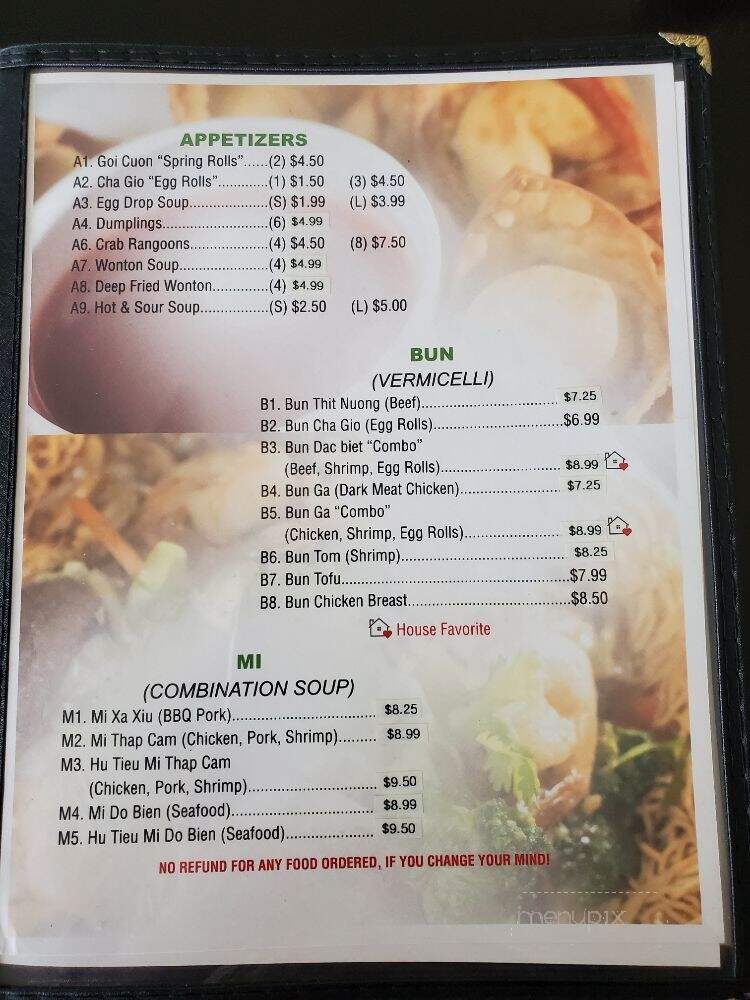 APPETIZERS
A1. Goi Cuon “Spring Rolls”......(2) $4.50
A2. Cha Gio “Egg Rolls”............(1) $1.50 (3) $4.50
A3. Egg Drop Soup..................(S) $1.99 (L) $3.99
A4. Dumplings.........................(6) $4.99
A6. Crab Rangoons..................(4) $4.50 (8) $7.50
A7. Wonton Soup.....................(4) $4.99
A8. Deep Fried Wonton.............(4) $4.99
A9. Hot & Sour Soup................(S) $2.50 (L) $5.00
BUN
(VERMICELLI)
B1. Bun Thit Nuong (Beef)................................. $7.25
B2. Bun Cha Gio (Egg Rolls)...............................$6.99
B3. Bun Dac biet “Combo”
(Beef, Shrimp, Egg Rolls)............................. $8.99
B4. Bun Ga (Dark Meat Chicken)........................ $7.25
B5. Bun Ga “Combo”
(Chicken, Shrimp, Egg Rolls)....................... $8.99
B6. Bun Tom (Shrimp)....................................... $8.25
B7. Bun Tofu.....................................................$7.99
B8. Bun Chicken Breast......................................$8.50
House Favorite
MI
(COMBINATION SOUP)
M1. Mi Xa Xiu (BBQ Pork)................................. $8.25
M2. Mi Thap Cam (Chicken, Pork, Shrimp)......... $8.99
M3. Hu Tieu Mi Thap Cam
(Chicken, Pork, Shrimp).............................. $9.50
M4. Mi Do Bien (Seafood).................................. $8.99
M5. Hu Tieu Mi Do Bien (Seafood)..................... $9.50
NO REFUND FOR ANY FOOD ORDERED, IF YOU CHANGE YOUR MIND!
menupix